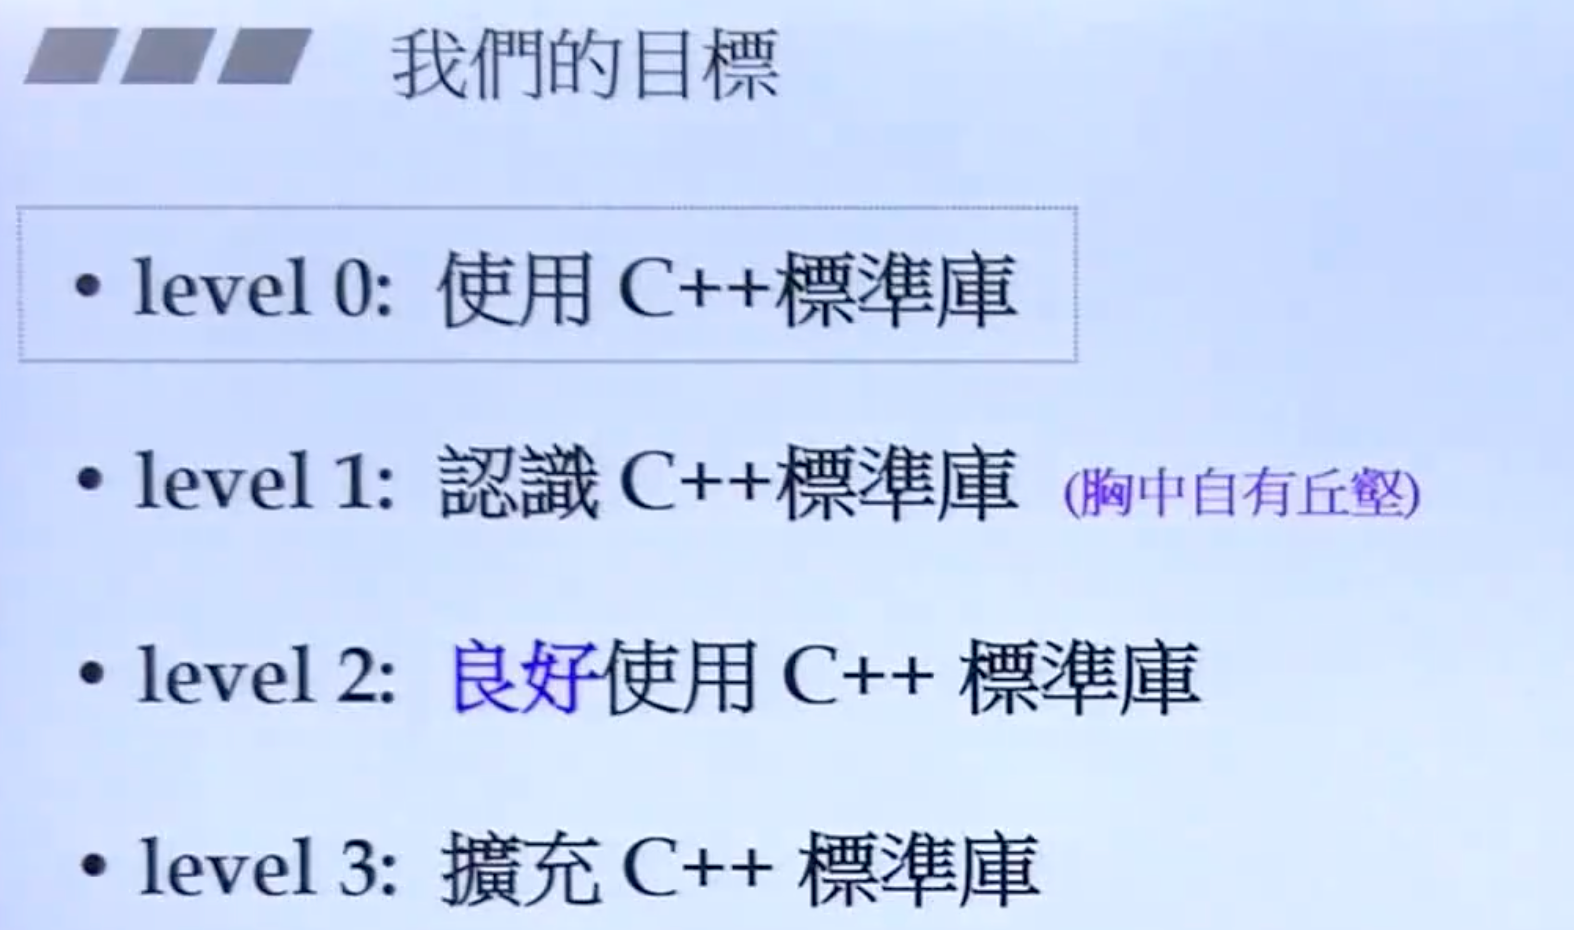 我們的目標
• level 0: 使用 C++標準庫
• level 1: 認識 C++標準庫 (胸中自有丘壑)
• level 2: 良好使用 C++ 標準庫
• level 3: 擴充 C++ 標準庫